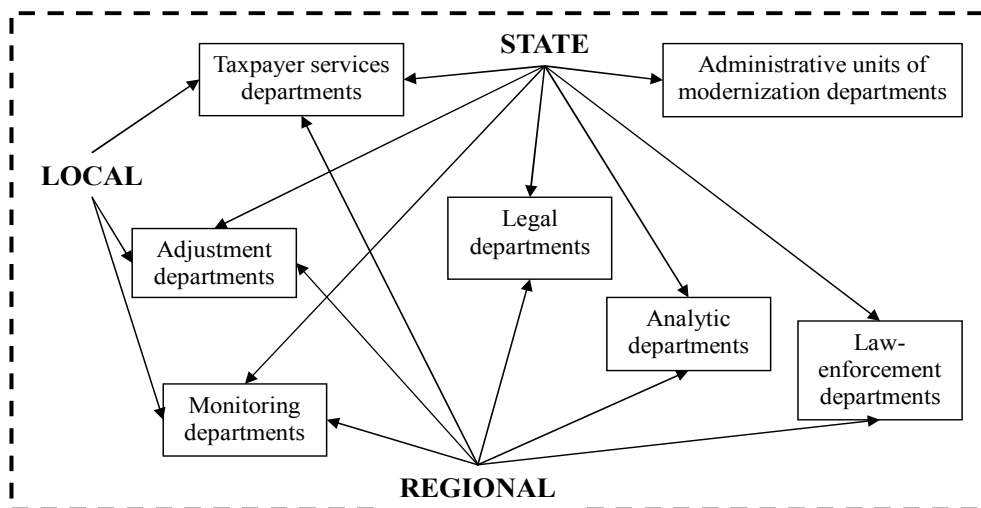 STATE
Taxpayer services
departments
Administrative units of
modernization departments
LOCAL
Legal
departments
Adjustment
departments
Analytic
departments
Law-
enforcement
departments
Monitoring
departments
REGIONAL